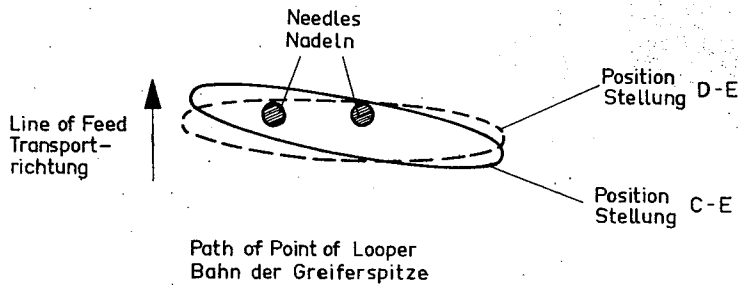 Needles
Nadeln
Position
Stellung D-E
Line of Feed
Transport-
richtung
Position
Stellung C-E
Path of Point of Looper
Bahn der Greiferspitze